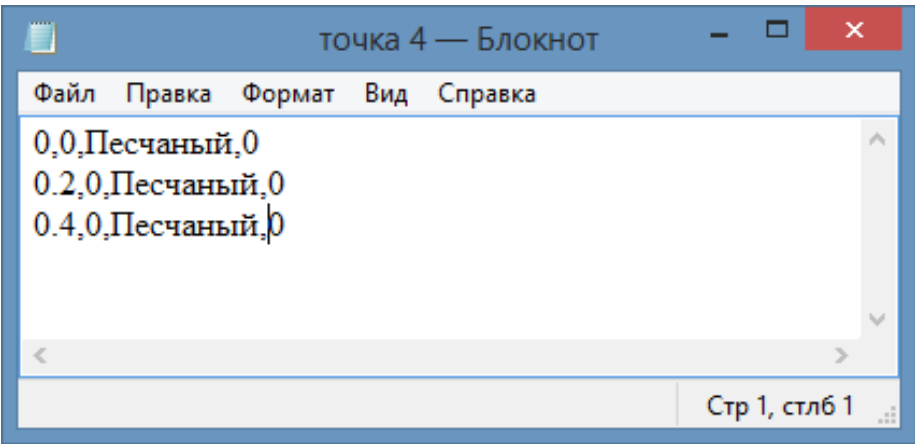 точка 4 — Блокнот
Файл Правка Формат Вид Справка
0,0,Песчаный,0
0.2,0,Песчаный,0
0.4,0,Песчаный,0
Стр 1, стлб 1